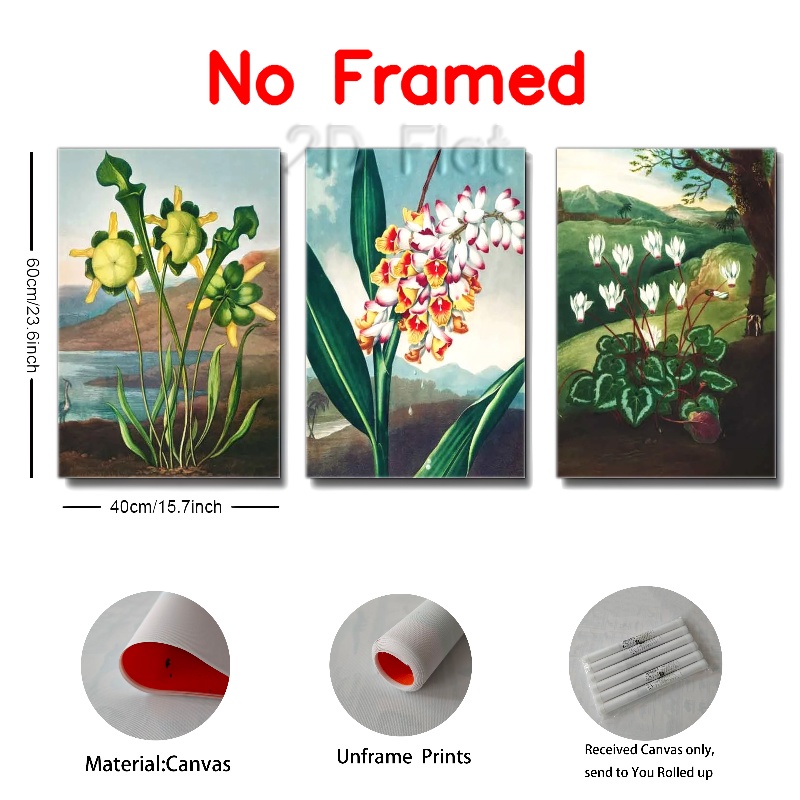 No Framed
2D Flat
60cm/23.6inch
40cm/15.7inch
Material:Canvas
Unframe Prints
Received Canvas only,
send to You Rolled up